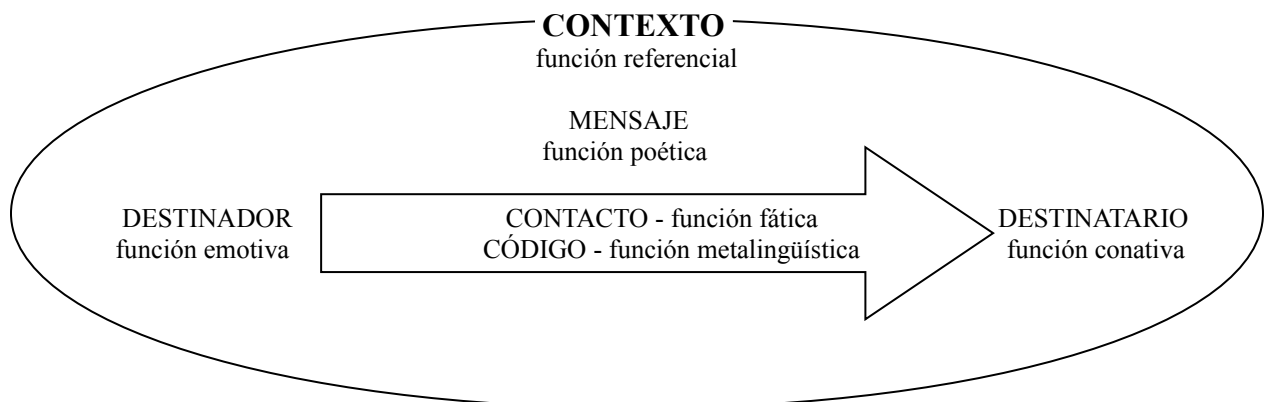 CONTEXTO
función referencial
MENSAJE
función poética
DESTINADOR
función emotiva
CONTACTO - función fática
CÓDIGO - función metalingüística
DESTINATARIO
función conativa